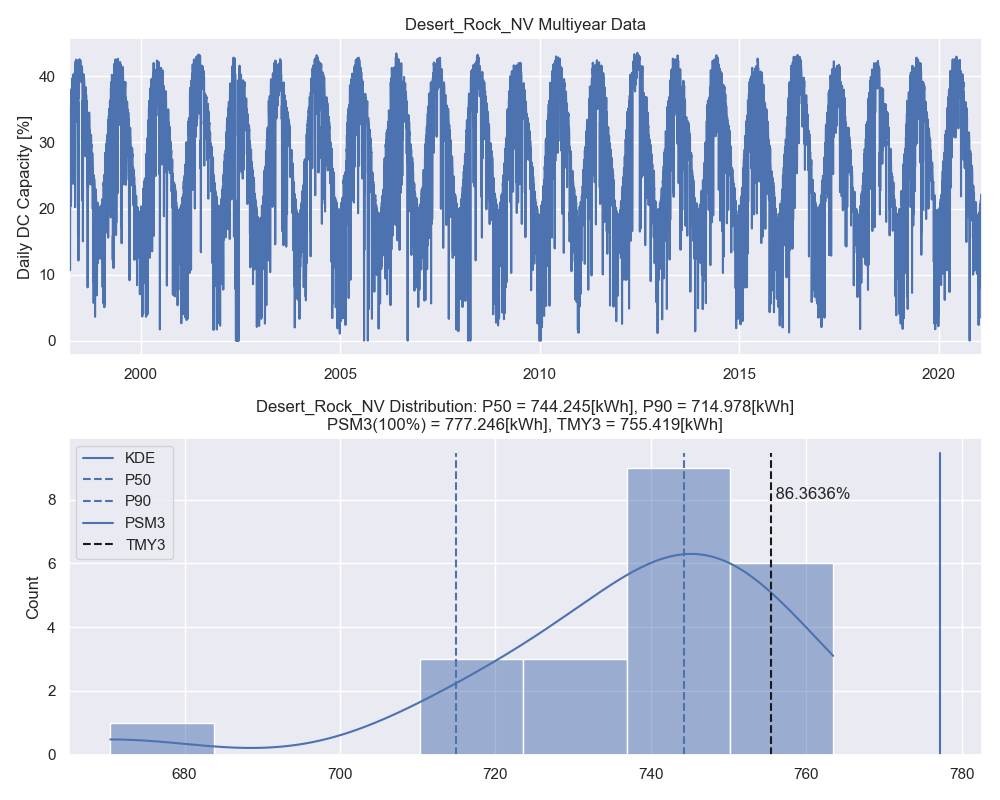 Desert_Rock_NV Multiyear Data
Daily DC Capacity [%]
40
30
20
10
0
2000
2005
2010
2015
2020
Desert_Rock_NV Distribution: P50 = 744.245[kWh], P90 = 714.978[kWh]
PSM3(100%) = 777.246[kWh], TMY3 = 755.419[kWh]
KDE
P50
P90
PSM3
TMY3
86.3636%
Count
8
6
4
2
0
680
700
720
740
760
780